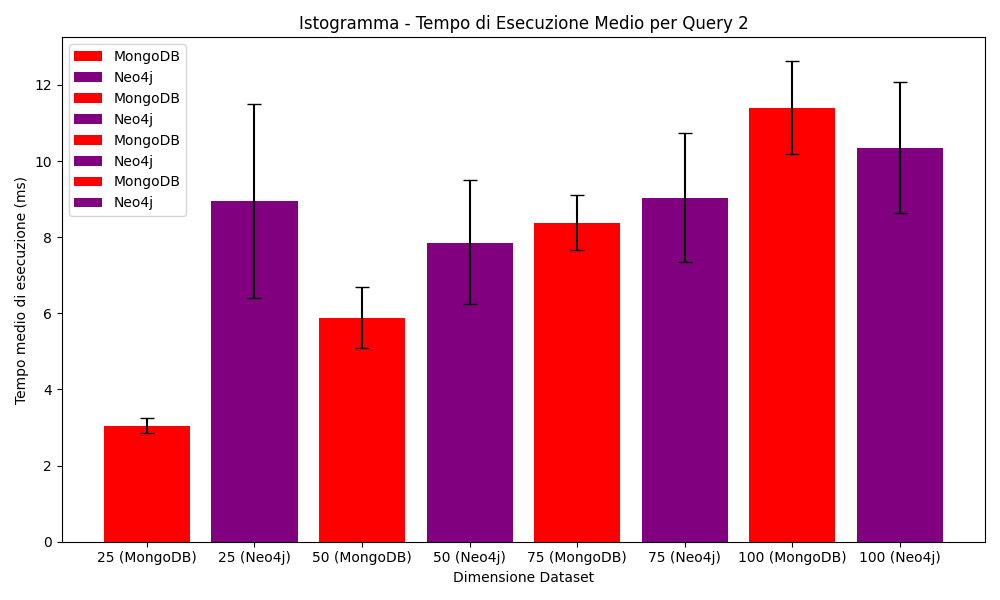 Istogramma - Tempo di Esecuzione Medio per Query 2
MongoDB
Neo4j
MongoDB
Neo4j
MongoDB
Neo4j
MongoDB
Neo4j
Tempo medio di esecuzione (ms)
12
10
8
6
4
2
0
25 (MongoDB) 25 (Neo4j) 50 (MongoDB) 50 (Neo4j) 75 (MongoDB) 75 (Neo4j) 100 (MongoDB) 100 (Neo4j)
Dimensione Dataset